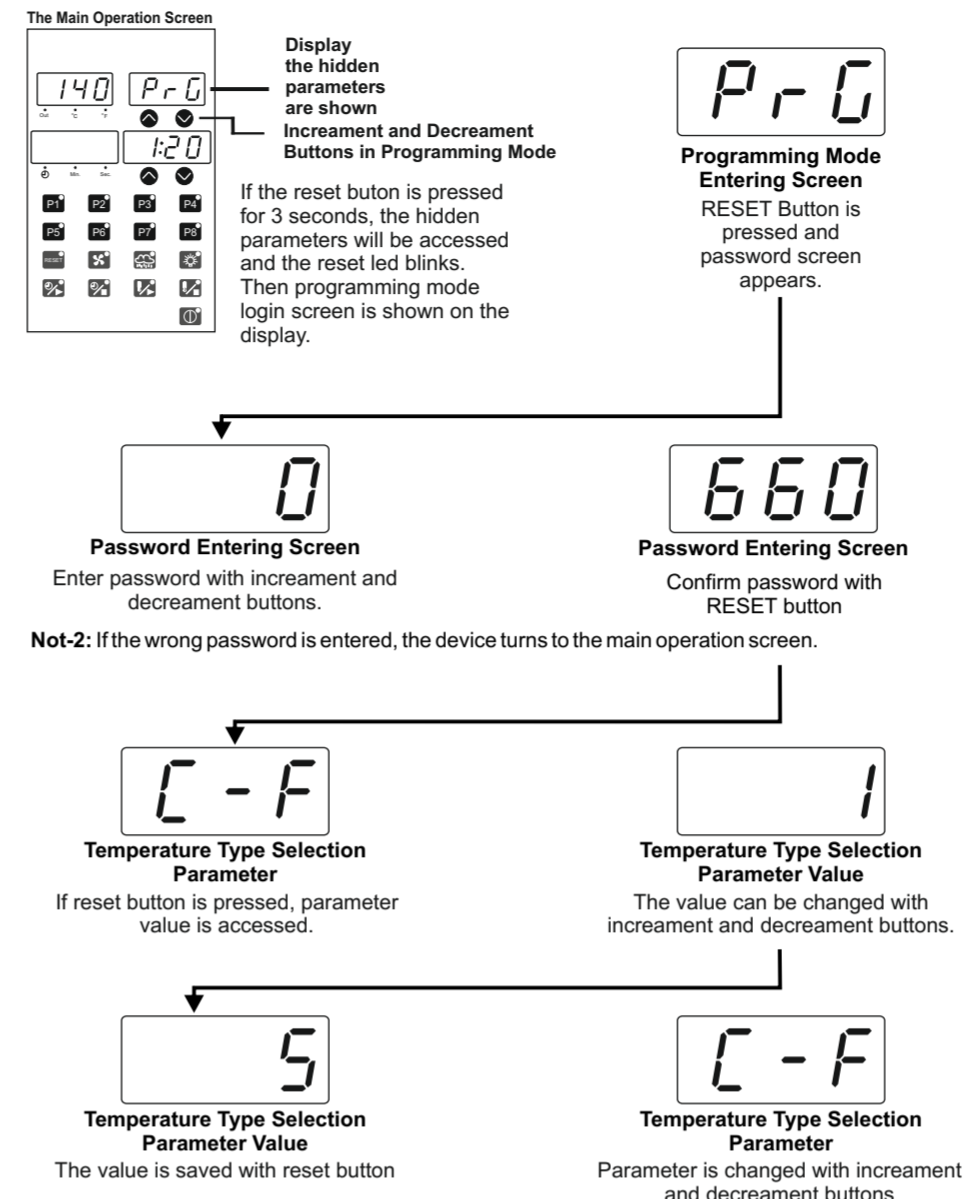 The Main Operation Screen
140
PrG
Out
°C
°F
1:20
Min.
Sec.
P1
P2
P3
P4
P5
P6
P7
P8
RESET
Display
the hidden
parameters
are shown
Increament and Decreament
Buttons in Programming Mode
If the reset buton is pressed
for 3 seconds, the hidden
parameters will be accessed
and the reset led blinks.
Then programming mode
login screen is shown on the
display.
PrG
Programming Mode
Entering Screen
RESET Button is
pressed and
password screen
appears.
0
Password Entering Screen
Enter password with increament and
decreament buttons.
660
Password Entering Screen
Confirm password with
RESET button
Not-2: If the wrong password is entered, the device turns to the main operation screen.
C-F
Temperature Type Selection
Parameter
If reset button is pressed, parameter
value is accessed.
1
Temperature Type Selection
Parameter Value
The value can be changed with
increament and decreament buttons.
5
Temperature Type Selection
Parameter Value
The value is saved with reset button
C-F
Temperature Type Selection
Parameter
Parameter is changed with increament
and decreament buttons